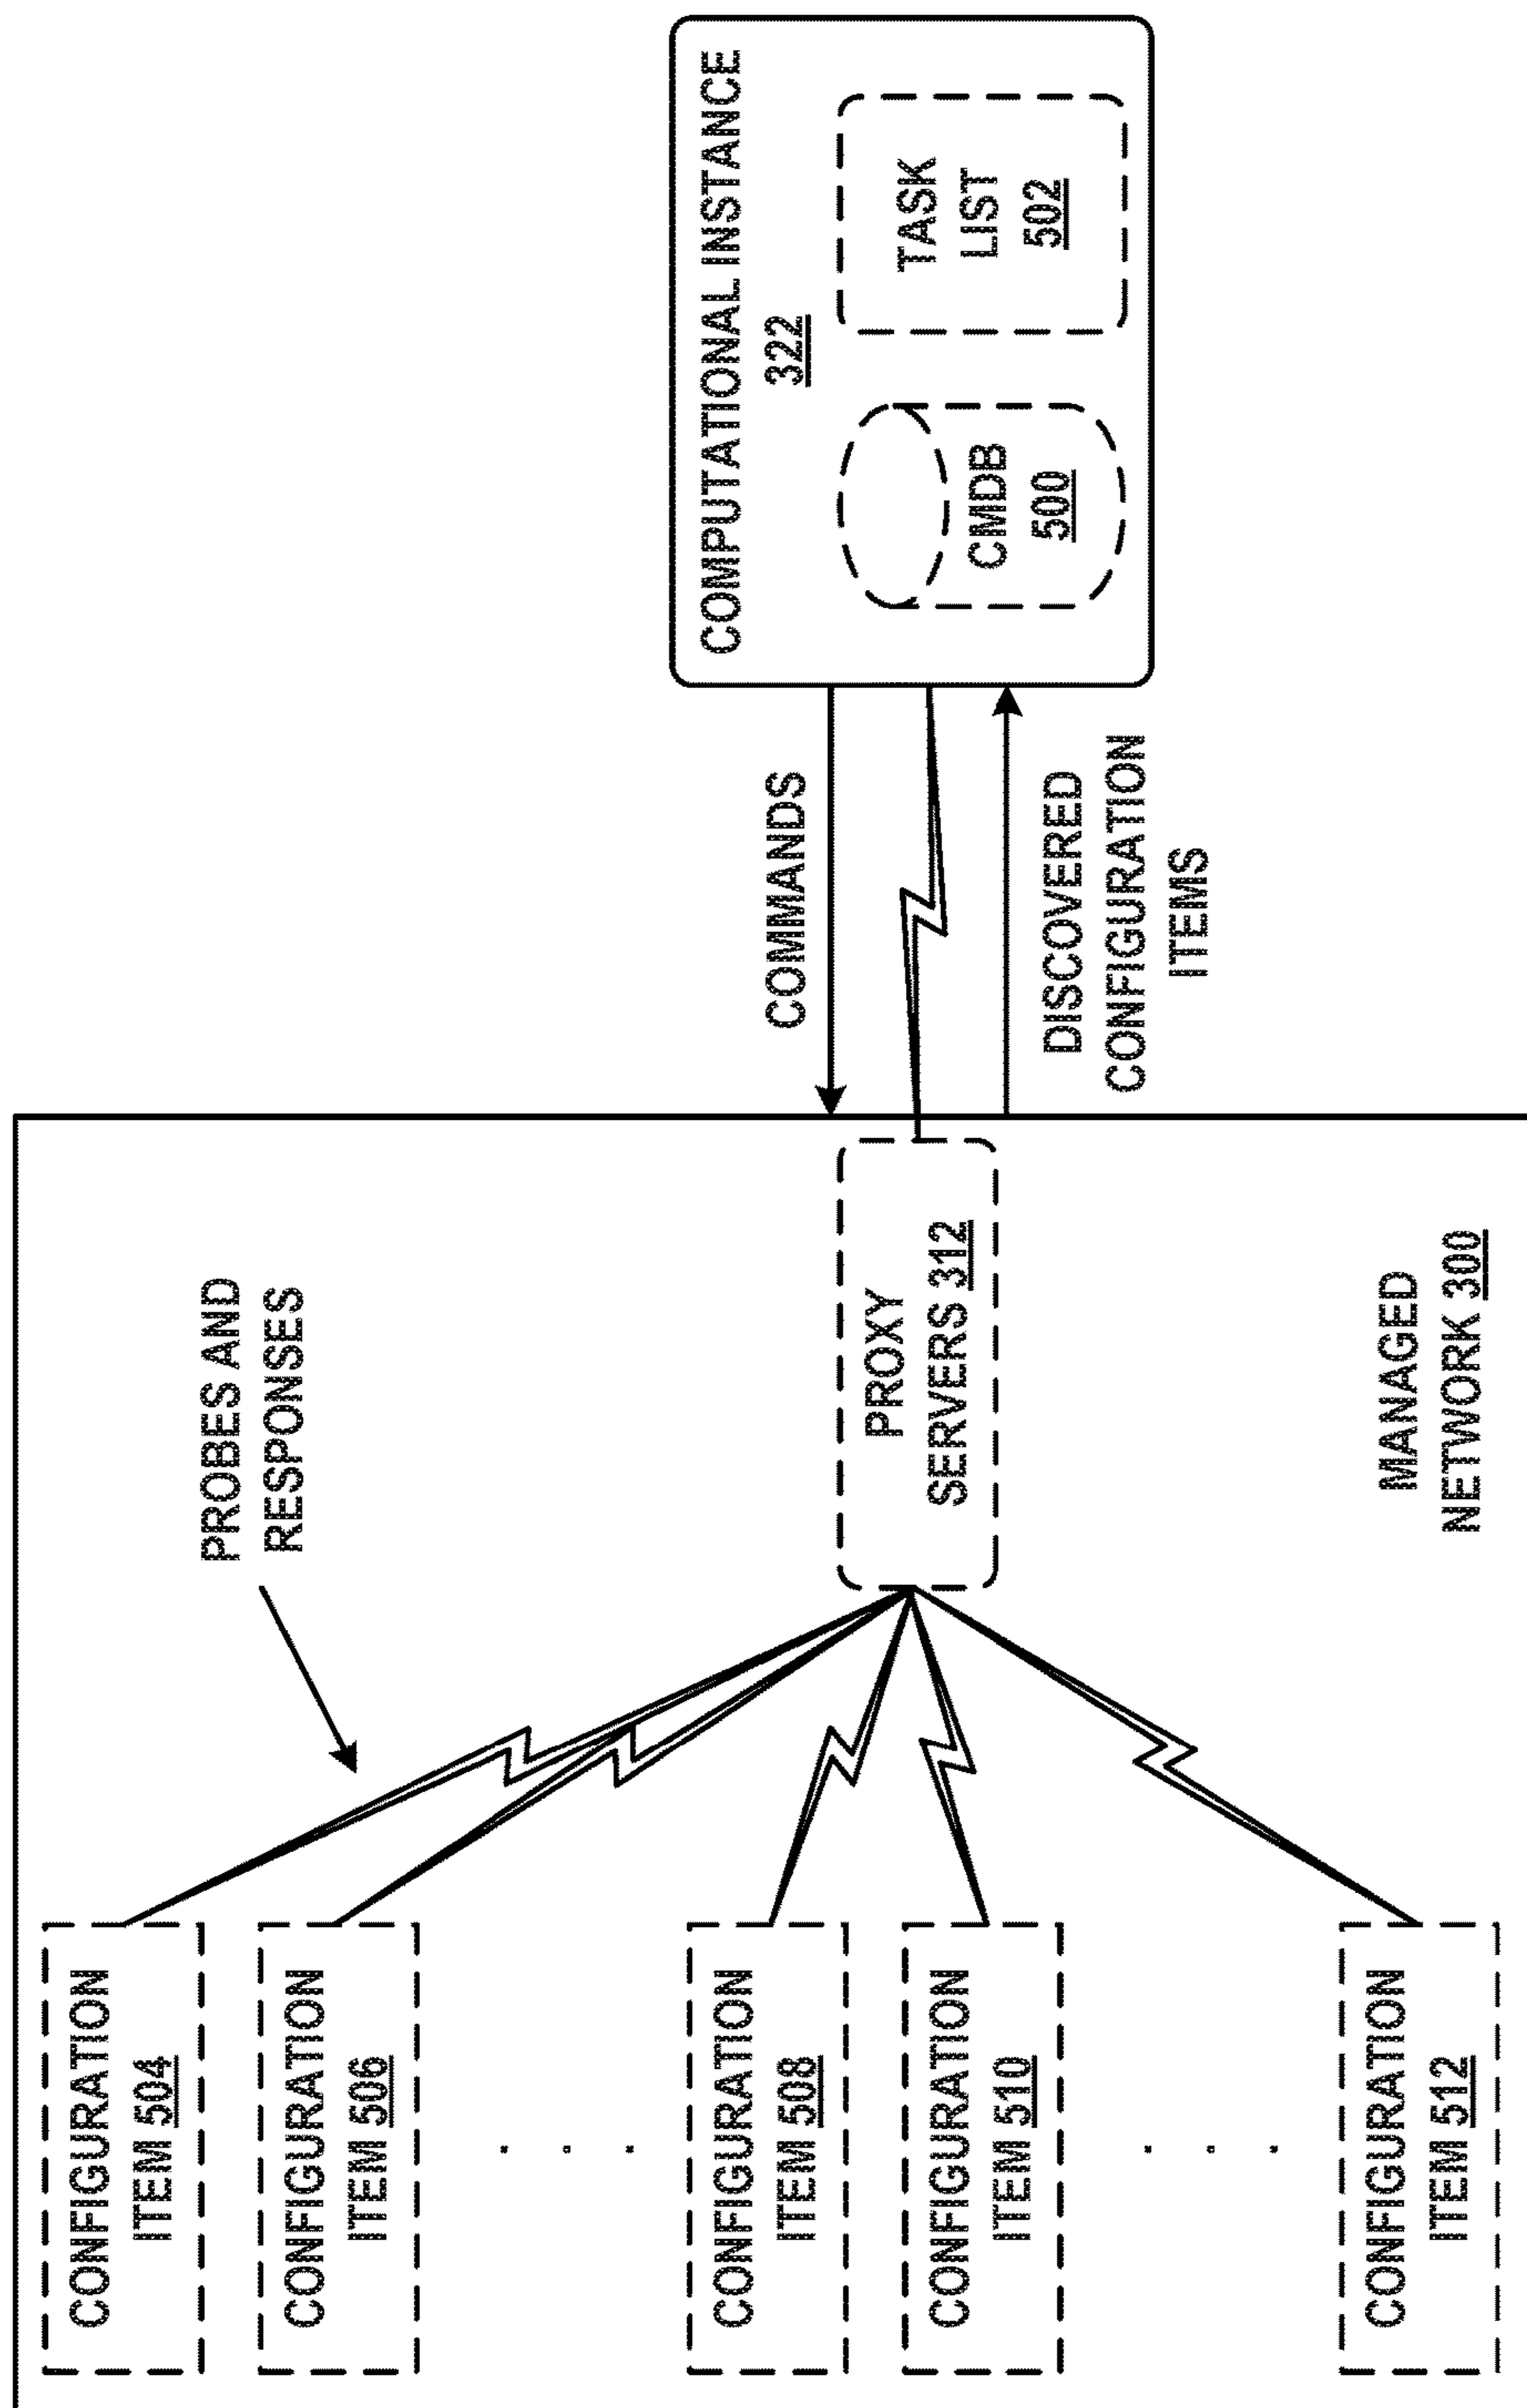 CONFIGURATION
ITEM 504
CONFIGURATION
ITEM 506
CONFIGURATION
ITEM 508
CONFIGURATION
ITEM 510
CONFIGURATION
ITEM 512
PROBES AND
RESPONSES
PROXY
SERVERS 312
MANAGED
NETWORK 300
COMMANDS
DISCOVERED
CONFIGURATION
ITEMS
COMPUTATIONAL INSTANCE
322
CMDB
500
TASK
LIST
502